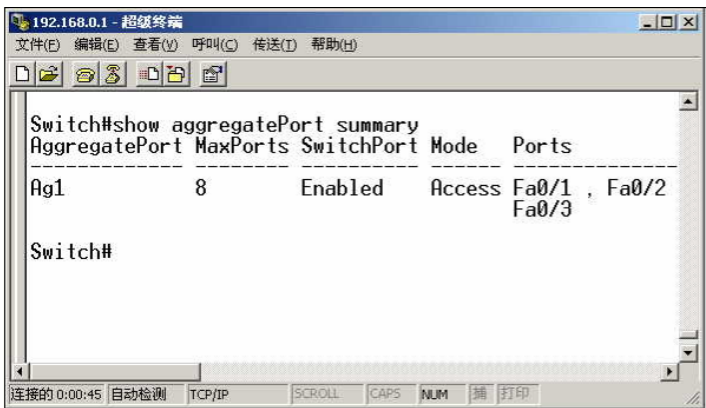 192.168.0.1 - 超级终端
文件(F) 编辑(E) 查看(V) 呼叫(C) 传送(T) 帮助(H)
Switch#show aggregatePort summary
AggregatePort MaxPorts SwitchPort Mode Ports
------------- -------- ---------- ------ --------------
Ag1 8 Enabled Access Fa0/1 , Fa0/2
Fa0/3
Switch#
连接的 0:00:45 自动检测 TCP/IP SCROLL CAPS NUM 捕 打印